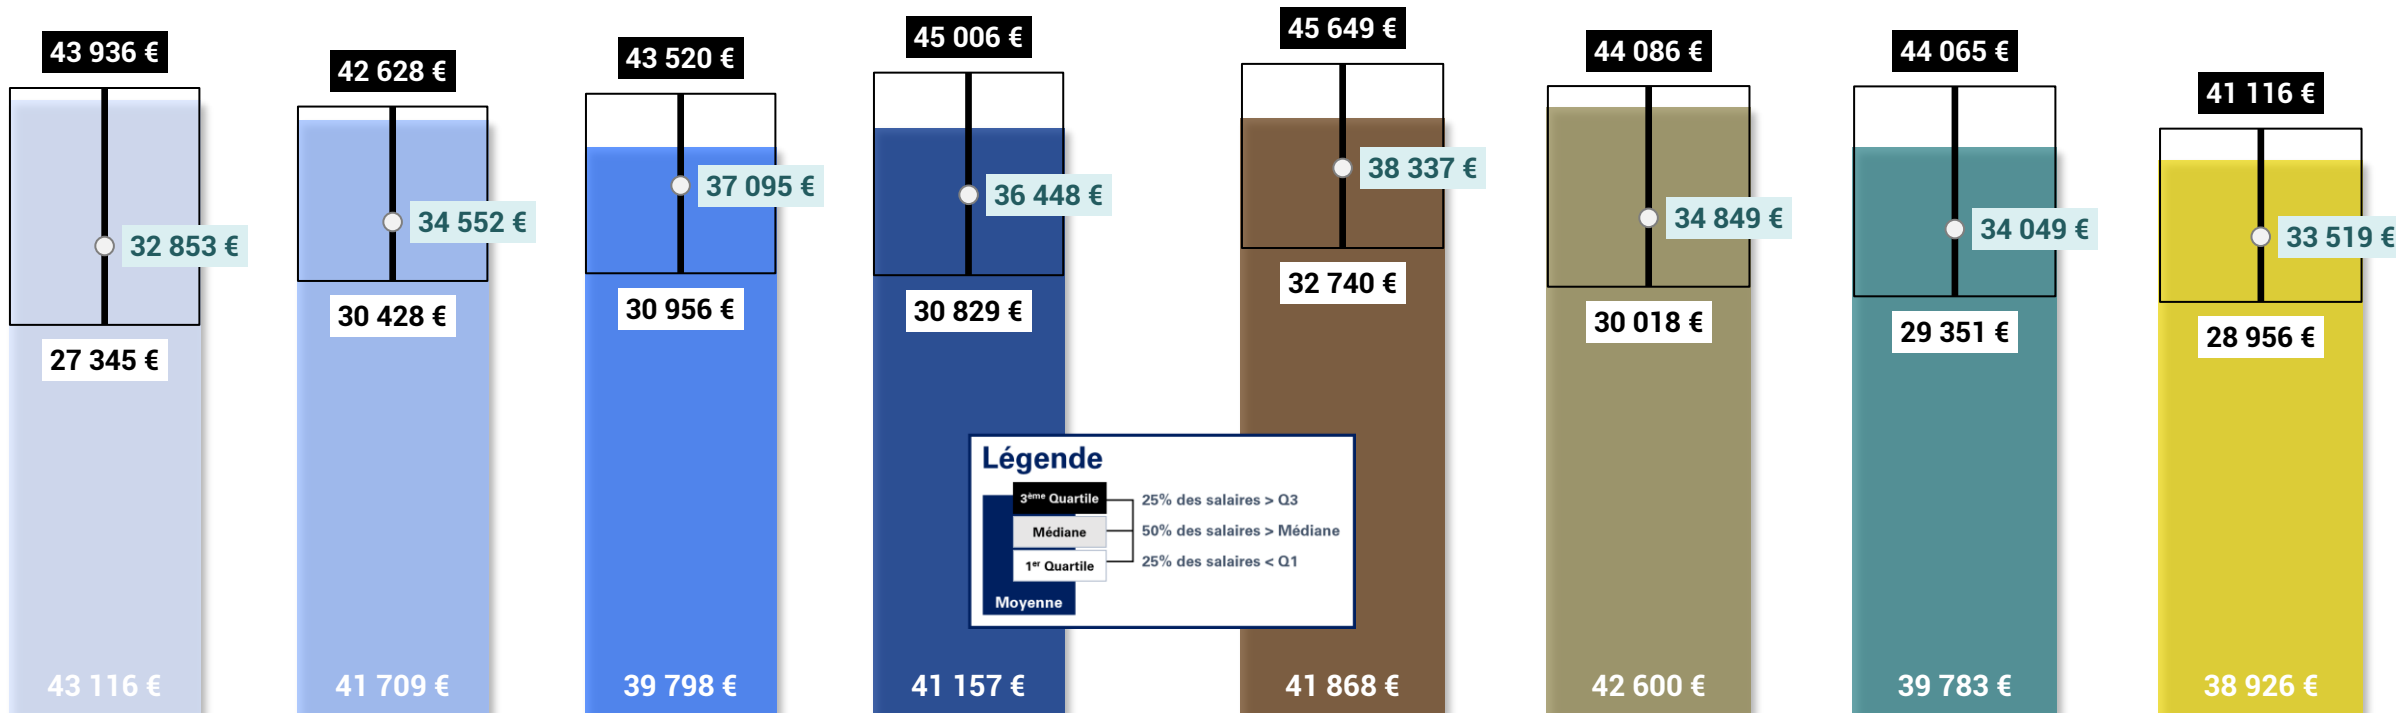 43 936 €
42 628 €
43 520 €
45 006 €
45 649 €
44 086 €
44 065 €
41 116 €
32 853 €
34 552 €
37 095 €
36 448 €
38 337 €
34 849 €
34 049 €
33 519 €
27 345 €
30 428 €
30 956 €
30 829 €
32 740 €
30 018 €
29 351 €
28 956 €
Légende
3ème Quartile
25% des salaires > Q3
Médiane
50% des salaires > Médiane
1er Quartile
25% des salaires < Q1
Moyenne
43 116 €
41 709 €
39 798 €
41 157 €
41 868 €
42 600 €
39 783 €
38 926 €